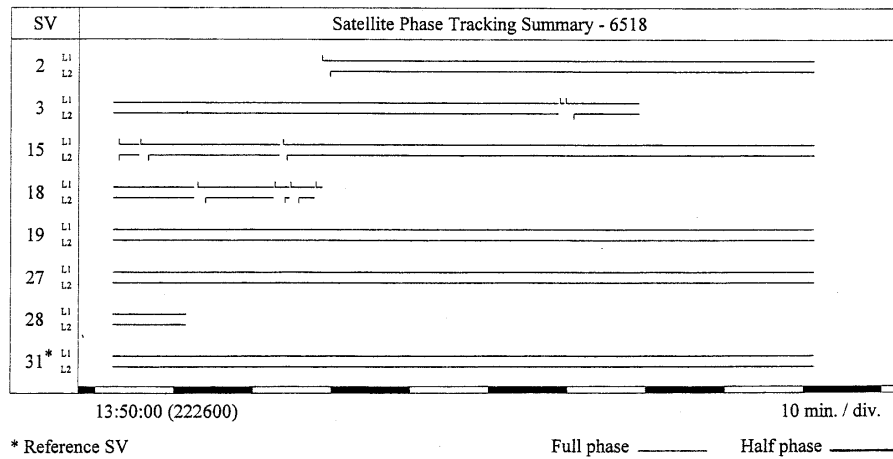 SV Satellite Phase Tracking Summary - 6518
2 L1
L2
3 L1
L2
15 L1
L2
18 L1
L2
19 L1
L2
27 L1
L2
28 L1
L2
31* L1
L2
13:50:00 (222600) 10 min. / div.
* Reference SV Full phase Half phase